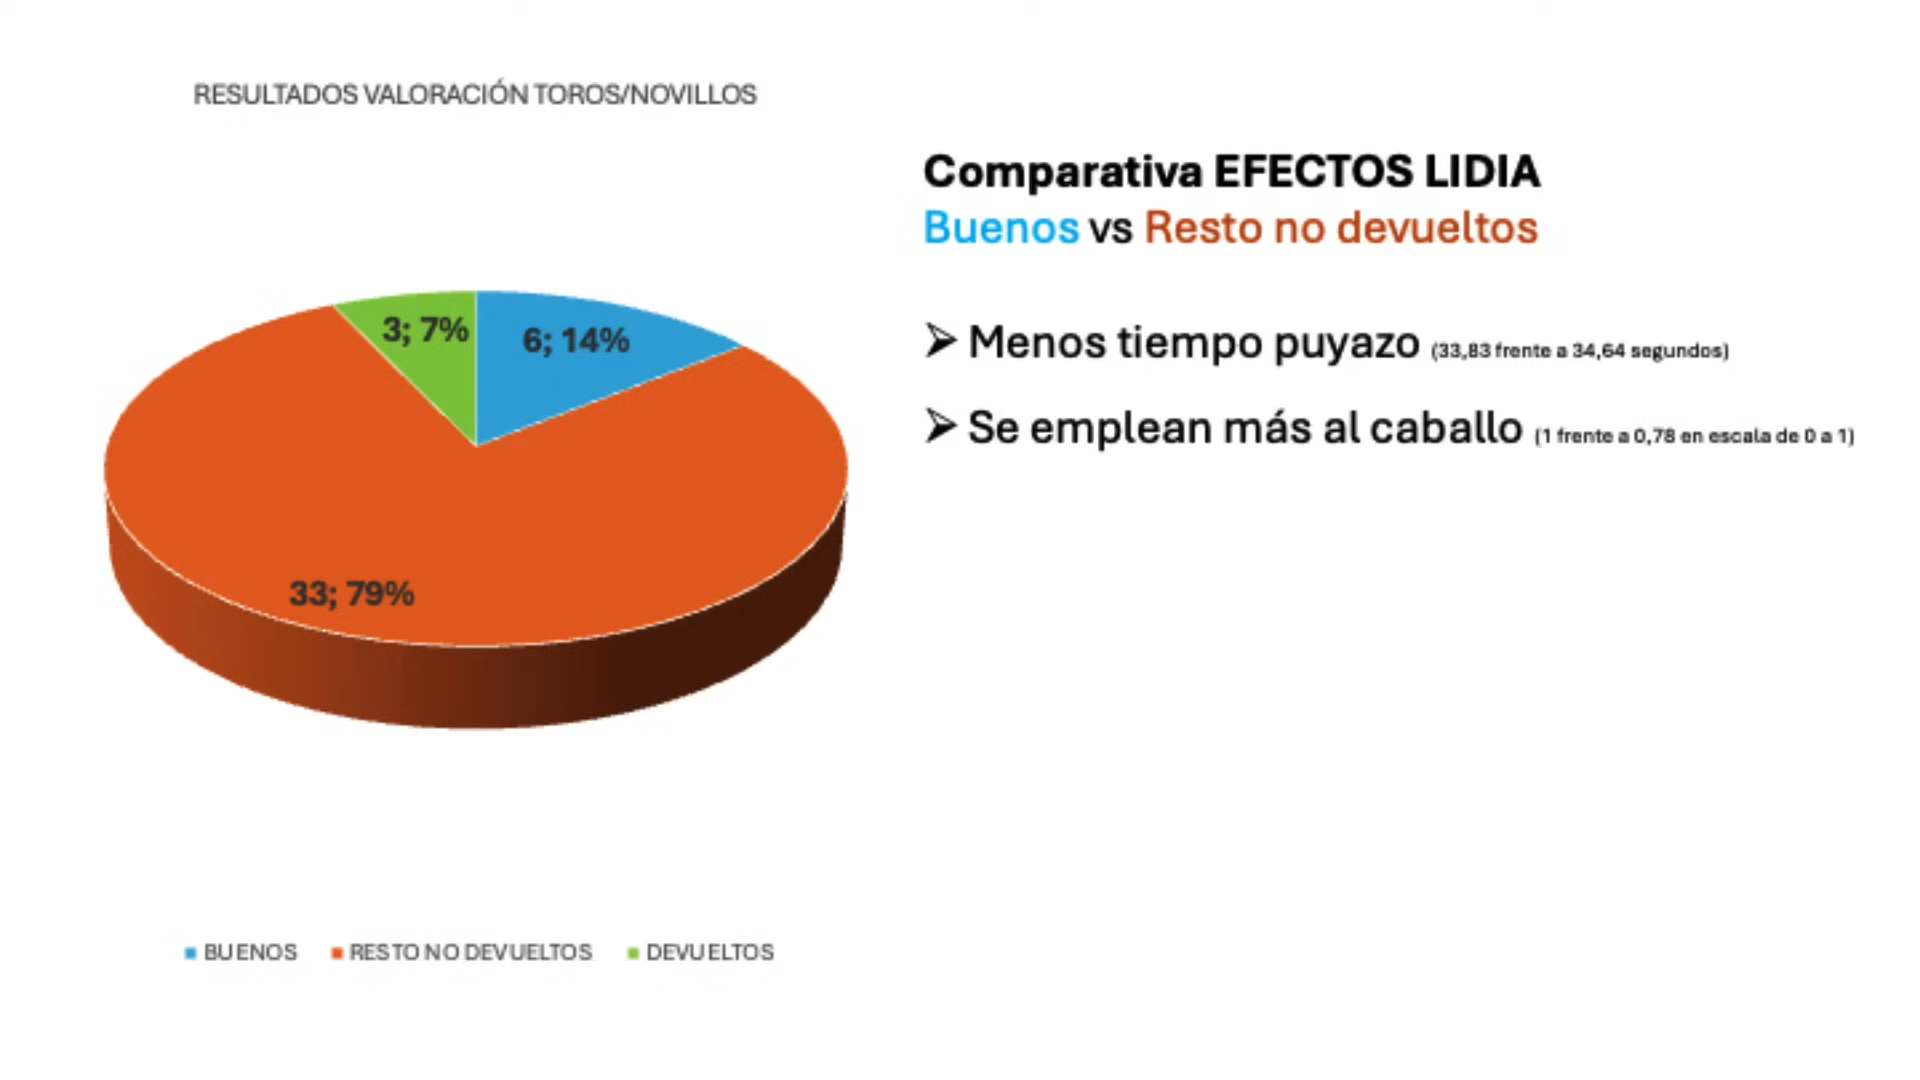 RESULTADOS VALORACIÓN TOROS/NOVILLOS
3; 7%
6; 14%
33; 79%
BUENOS
RESTO NO DEVUELTOS
DEVUELTOS
Comparativa EFECTOS LIDIA
Buenos vs Resto no devueltos
Menos tiempo puyazo (33,83 frente a 34,64 segundos)
Se emplean más al caballo (1 frente a 0,78 en escala de 0 a 1)